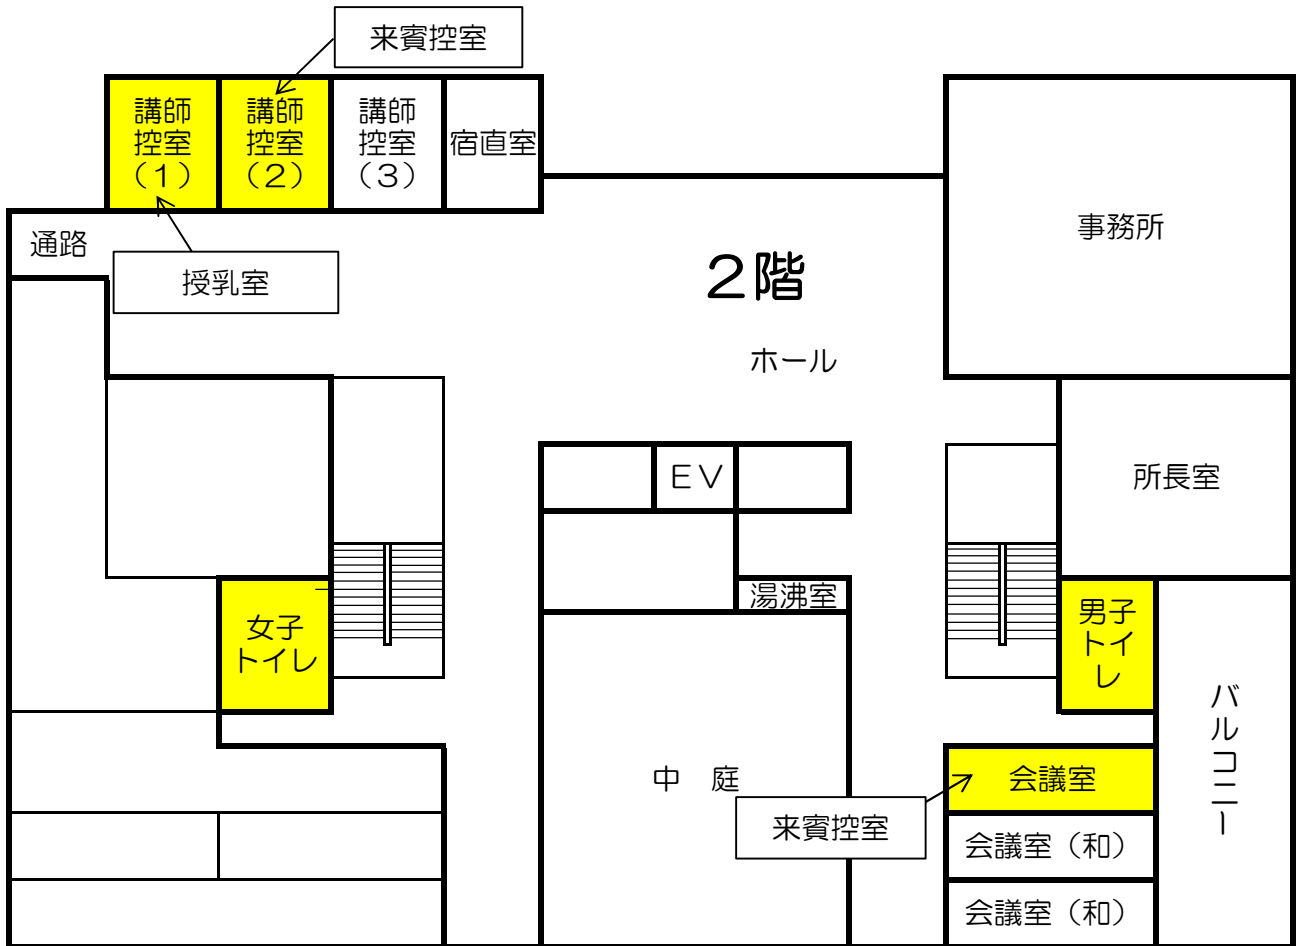 来賓控室
講師
控室
（１）
講師
控室
（２）
講師
控室
（３）
宿直室
通路
授乳室
２階
ホール
事務所
ＥＶ
所長室
湯沸室
女子
トイレ
男子
トイ
レ
バルコニー
中　庭
来賓控室
会議室
会議室（和）
会議室（和）